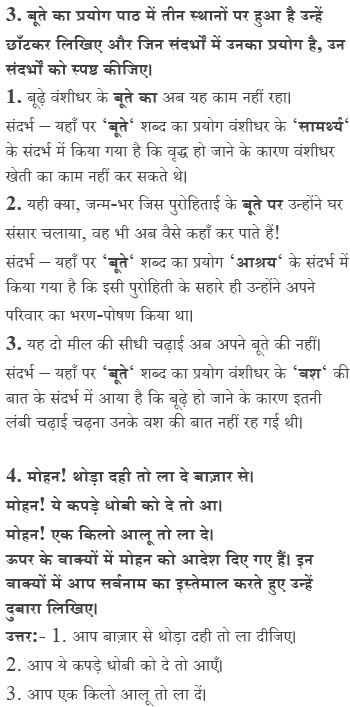 3. बूते का प्रयोग पाठ में तीन स्थानों पर हुआ है उन्हें
छाँटकर लिखिए और जिन संदर्भों में उनका प्रयोग है, उन
संदर्भों को स्पष्ट कीजिए।
1. बूढ़े वंशीधर के बूते का अब यह काम नहीं रहा।
संदर्भ – यहाँ पर ‘बूते‘ शब्द का प्रयोग वंशीधर के ‘सामर्थ्य‘
के संदर्भ में किया गया है कि वृद्ध हो जाने के कारण वंशीधर
खेती का काम नहीं कर सकते थे।
2. यही क्या, जन्म-भर जिस पुरोहिताई के बूते पर उन्होंने घर
संसार चलाया, वह भी अब वैसे कहाँ कर पाते हैं!
संदर्भ – यहाँ पर ‘बूते‘ शब्द का प्रयोग ‘आश्रय‘ के संदर्भ में
किया गया है कि इसी पुरोहिती के सहारे ही उन्होंने अपने
परिवार का भरण-पोषण किया था।
3. यह दो मील की सीधी चढ़ाई अब अपने बूते की नहीं।
संदर्भ – यहाँ पर ‘बूते‘ शब्द का प्रयोग वंशीधर के ‘वश‘ की
बात के संदर्भ में आया है कि बूढ़े हो जाने के कारण इतनी
लंबी चढ़ाई चढ़ना उनके वश की बात नहीं रह गई थी।
4. मोहन! थोड़ा दही तो ला दे बाज़ार से।
मोहन! ये कपड़े धोबी को दे तो आ।
मोहन! एक किलो आलू तो ला दे।
ऊपर के वाक्यों में मोहन को आदेश दिए गए हैं। इन
वाक्यों में आप सर्वनाम का इस्तेमाल करते हुए उन्हें
दुबारा लिखिए।
उत्तर:- 1. आप बाज़ार से थोड़ा दही तो ला दीजिए।
2. आप ये कपड़े धोबी को दे तो आएँ।
3. आप एक किलो आलू तो ला दें।